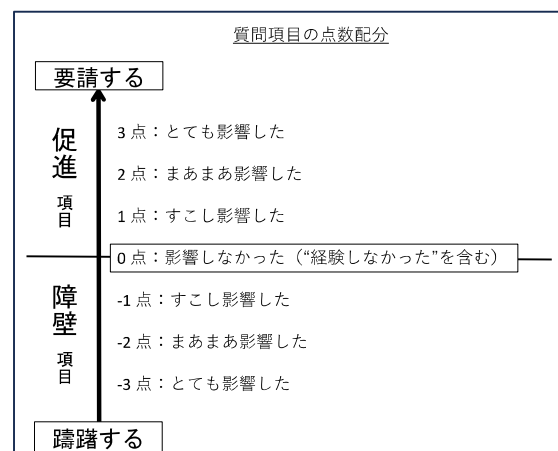 質問項目の点数配分
要請する
促進
項目
3 点：とても影響した
2 点：まあまあ影響した
1 点：すこし影響した
0 点：影響しなかった（“経験しなかった”を含む）
障壁
項目
-1 点：すこし影響した
-2 点：まあまあ影響した
-3 点：とても影響した
躊躇する